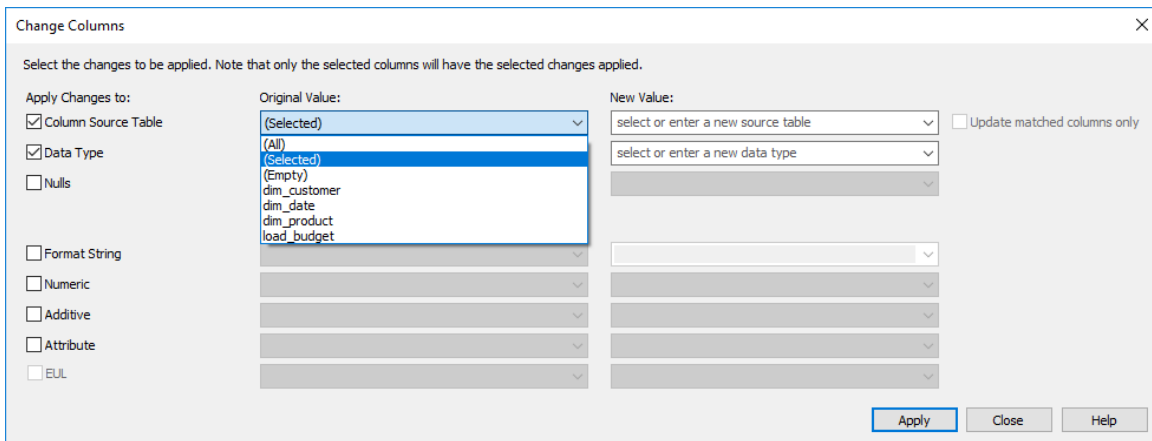 Change Columns
Select the changes to be applied. Note that only the selected columns will have the selected changes applied.
Apply Changes to: Original Value: New Value:
Column Source Table (Selected) select or enter a new source table Update matched columns only
(All)
Data Type (Selected) select or enter a new data type
(Empty)
Nulls
dim_customer
dim_date
dim_product
load_budget
Format String
Numeric
Additive
Attribute
EUL
Apply Close Help